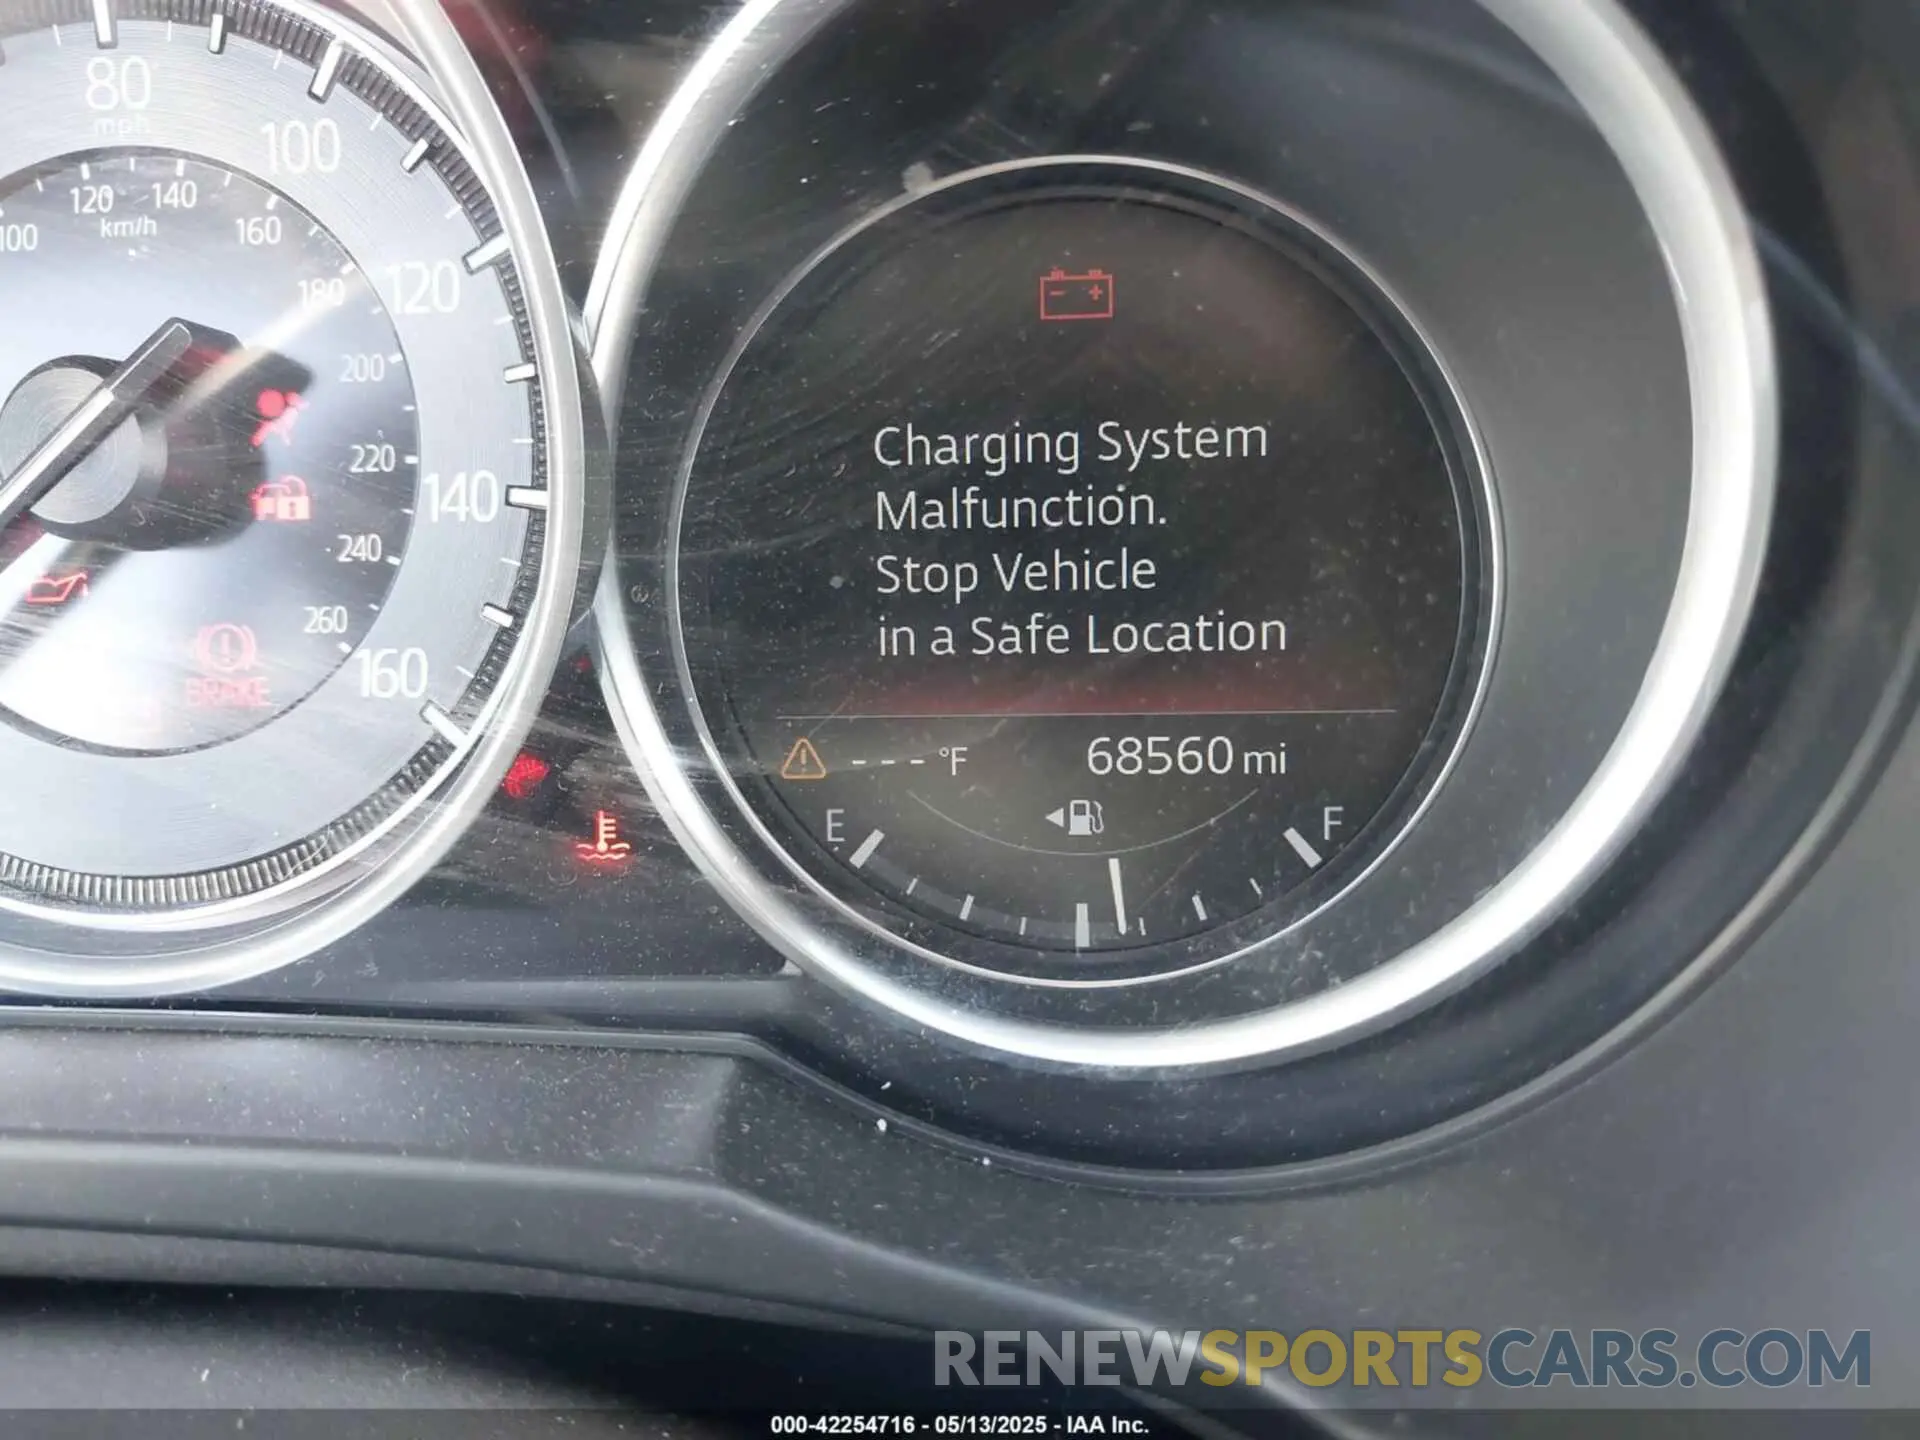 80
mph
100
120
140
160
100
120
140
160
180
200
220
240
260
km/h
BRAKE
Charging System
Malfunction.
Stop Vehicle
in a Safe Location
- - - °F
68560 mi
E
F
RENEWSPORTSCARS.COM
000-42254716 - 05/13/2025 - IAA Inc.